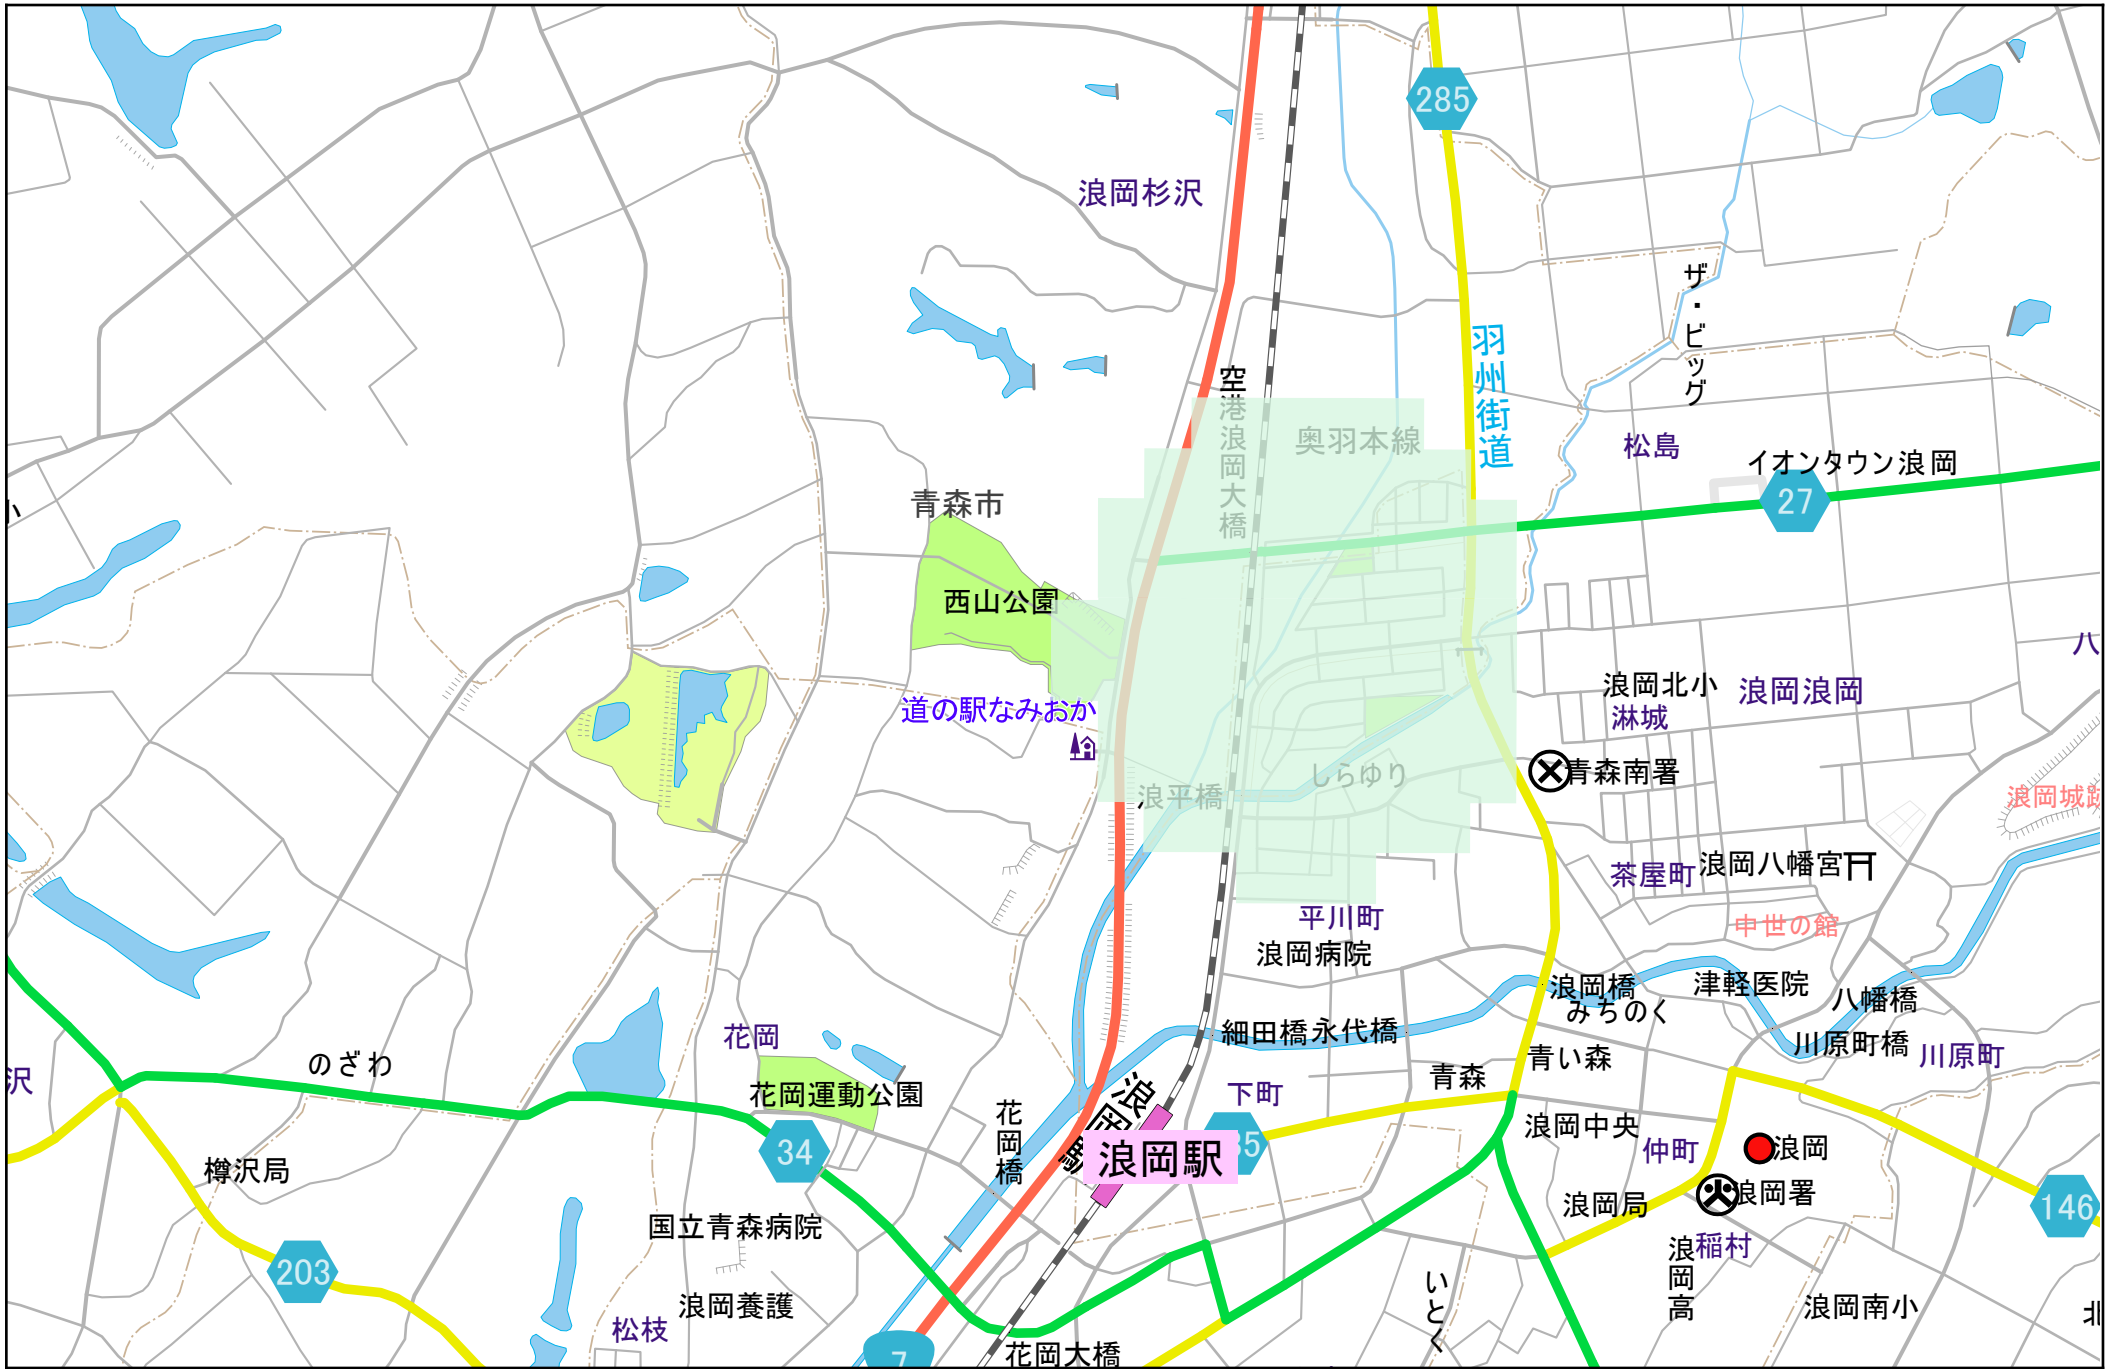 285
浪岡杉沢
ザ・ビッグ
羽州街道
空港浪岡大橋
奥羽本線
松島
イオンタウン浪岡
27
青森市
西山公園
八
浪岡北小
浪岡浪岡
淋城
道の駅なみおか
青森南署
しらゆり
浪平橋
浪岡城跡
茶屋町
浪岡八幡宮
平川町
中世の館
浪岡病院
浪岡橋
津軽医院
八幡橋
みちのく
花岡
細田橋
永代橋
川原町橋
川原町
のざわ
青い森
沢
青森
花岡運動公園
下町
花岡橋
浪岡駅
浪岡中央
34
35
浪岡駅
仲町
浪岡
樽沢局
浪岡署
浪岡局
146
国立青森病院
稲村
203
浪岡高
いとく
浪岡養護
浪岡南小
北
松枝
花岡大橋
7